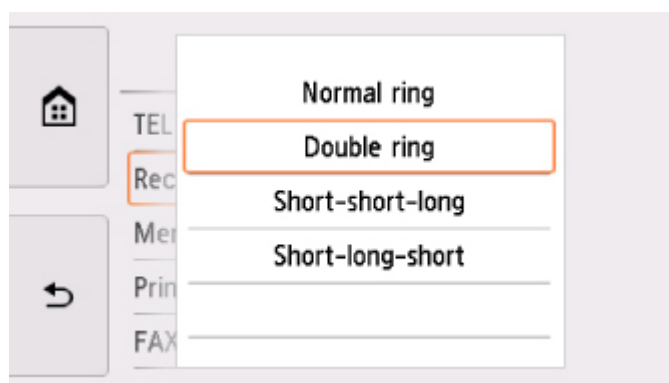 Normal ring
TEL
Double ring
Rec
Short-short-long
Mer
Short-long-short
Prin
FAX